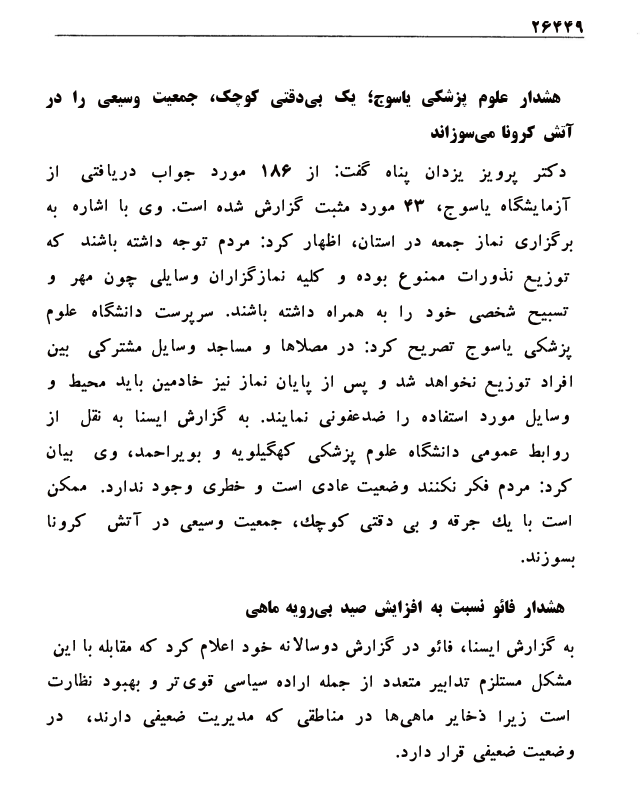 ۲۶۴۴۹
هشدار علوم پزشکی یاسوج؛ یک بی‌دقتی کوچک، جمعیت وسیعی را در
آتش کرونا می‌سوزاند
دکتر پرویز یزدان پناه گفت: از ۱۸۶ مورد جواب دریافتی از
آزمایشگاه یاسوج، ۴۳ مورد مثبت گزارش شده است. وی با اشاره به
برگزاری نماز جمعه در استان، اظهار کرد: مردم توجه داشته باشند که
توزیع نذورات ممنوع بوده و کلیه نمازگزاران وسایلی چون مهر و
تسبیح شخصی خود را به همراه داشته باشند. سرپرست دانشگاه علوم
پزشکی یاسوج تصریح کرد: در مصلاها و مساجد وسایل مشترکی بین
افراد توزیع نخواهد شد و پس از پایان نماز نیز خادمین باید محیط و
وسایل مورد استفاده را ضدعفونی نمایند. به گزارش ایسنا به نقل از
روابط عمومی دانشگاه علوم پزشکی کهگیلویه و بویراحمد، وی بیان
کرد: مردم فکر نکنند وضعیت عادی است و خطری وجود ندارد. ممکن
است با یك جرقه و بی دقتی کوچك، جمعیت وسیعی در آتش کرونا
بسوزند.
هشدار فائو نسبت به افزایش صید بی‌رویه ماهی
به گزارش ایسنا، فائو در گزارش دوسالانه خود اعلام کرد که مقابله با این
مشکل مستلزم تدابیر متعدد از جمله اراده سیاسی قوی‌تر و بهبود نظارت
است زیرا ذخایر ماهی‌ها در مناطقی که مدیریت ضعیفی دارند، در
وضعیت ضعیفی قرار دارد.